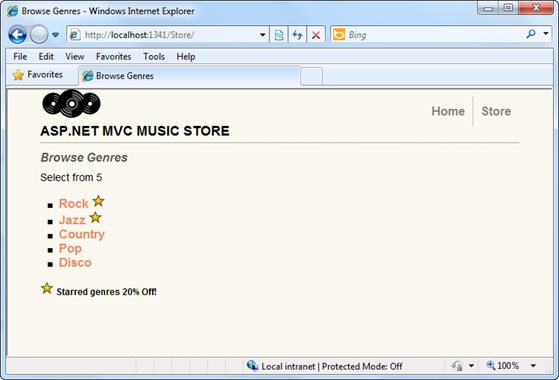 Browse Genres - Windows Internet Explorer
http://localhost:1341/Store/
Bing
File Edit View Favorites Tools Help
Favorites Browse Genres
Home Store
ASP.NET MVC MUSIC STORE
Browse Genres
Select from 5
Rock
Jazz
Country
Pop
Disco
Starred genres 20% Off!
Local intranet | Protected Mode: Off 100%